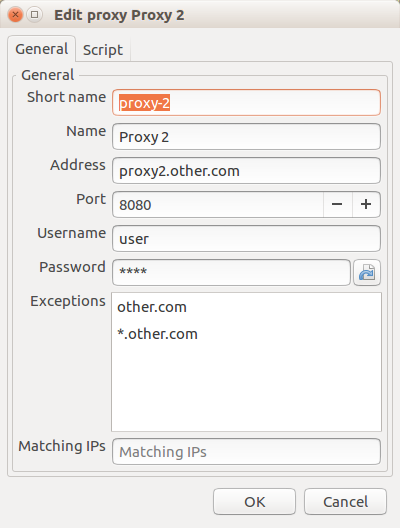 Edit proxy Proxy 2
General Script
General
Short name proxy-2
Name Proxy 2
Address proxy2.other.com
Port 8080 − +
Username user
Password ****
Exceptions other.com
*.other.com
Matching IPs Matching IPs
OK Cancel